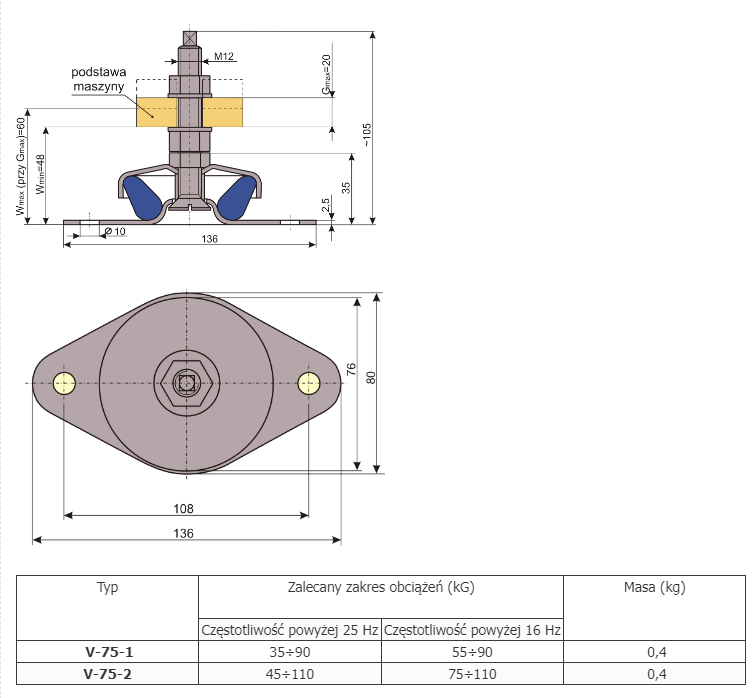 M12
podstawa
maszyny
Gmax=20
~105
Wmax (przy Gmax)=60
Wmin=48
35
2,5
Ø 10
136
76
80
108
136
Typ Zalecany zakres obciążeń (kG) Masa (kg)
Częstotliwość powyżej 25 Hz Częstotliwość powyżej 16 Hz
V-75-1 35÷90 55÷90 0,4
V-75-2 45÷110 75÷110 0,4